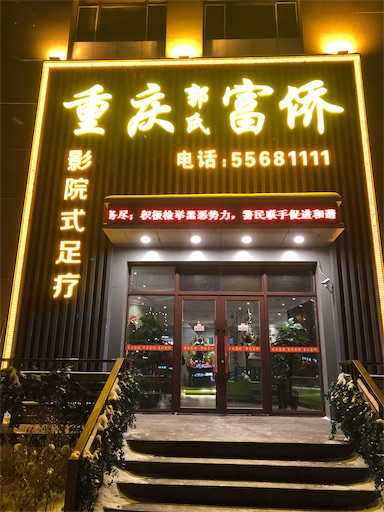 重庆郭氏富侨
电话:55681111
影院式足疗
务尽; 积极检举黑恶势力, 警民联手促进和谐